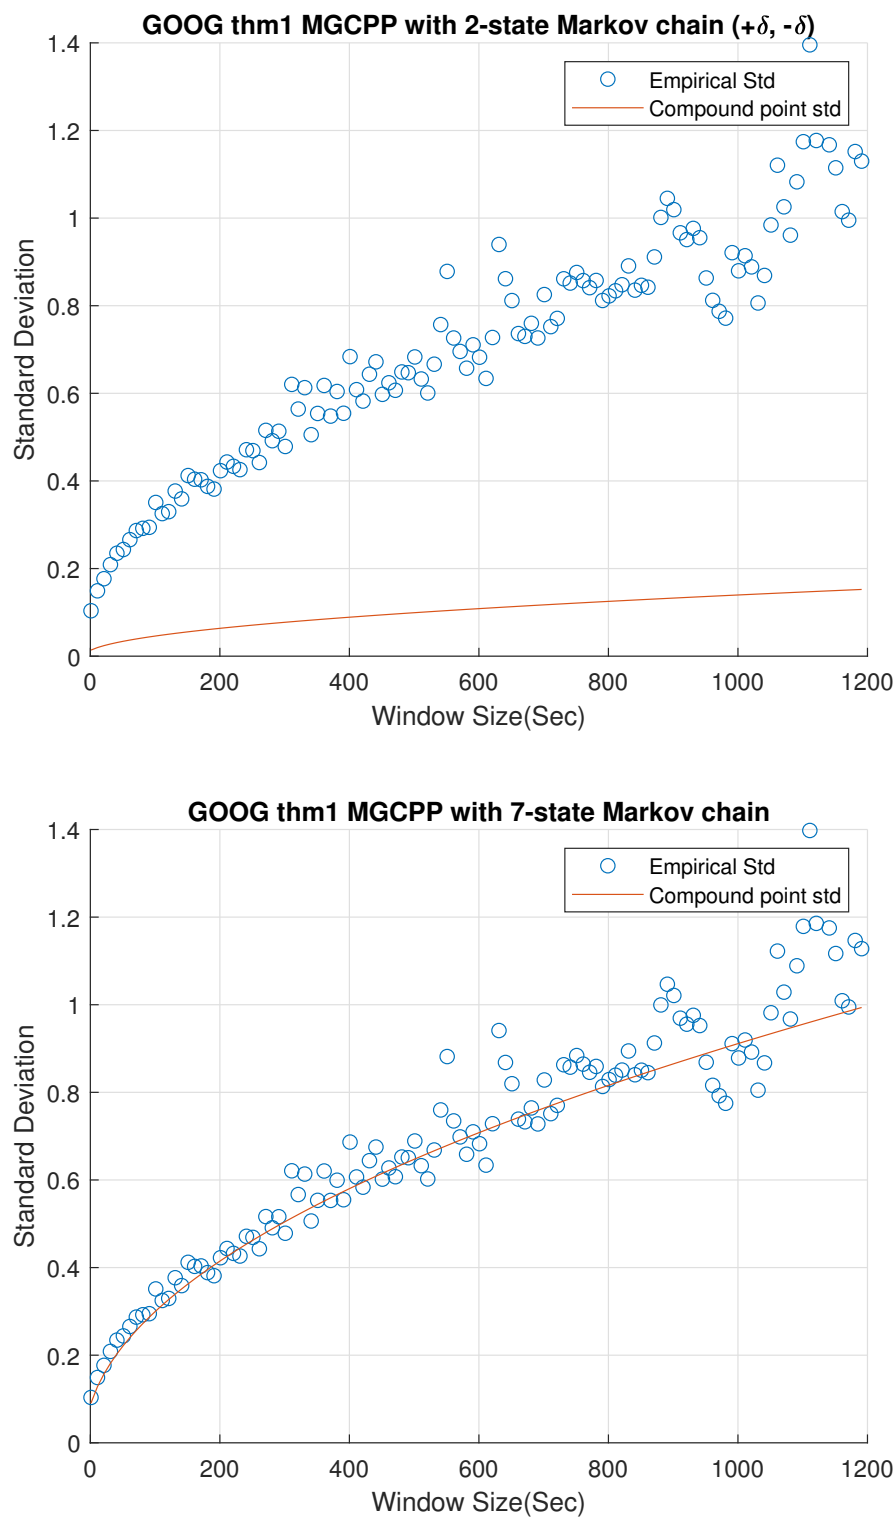 GOOG thm1 MGCPP with 2-state Markov chain (+δ, -δ)
1.4
Empirical Std
Compound point std
1.2
1
0.8
0.6
0.4
0.2
0
Standard Deviation
0 200 400 600 800 1000 1200
Window Size(Sec)
GOOG thm1 MGCPP with 7-state Markov chain
1.4
Empirical Std
Compound point std
1.2
1
0.8
0.6
0.4
0.2
0
Standard Deviation
0 200 400 600 800 1000 1200
Window Size(Sec)